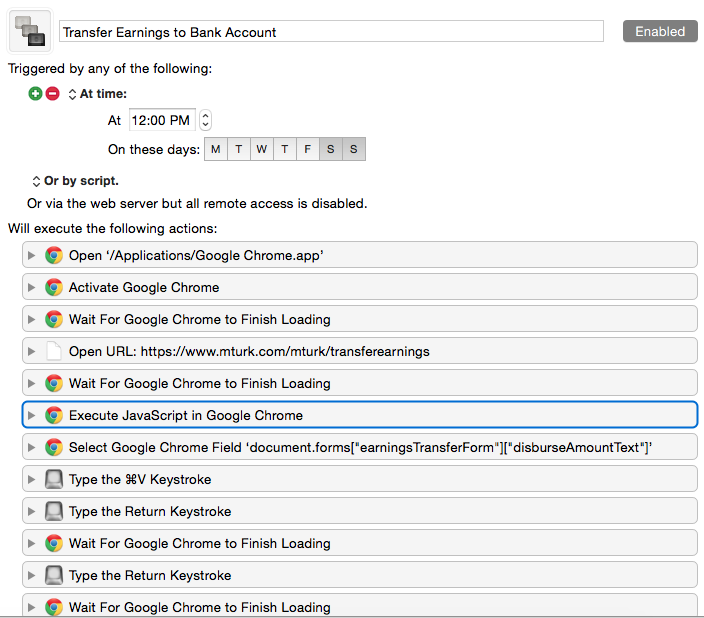 Transfer Earnings to Bank Account
Enabled
Triggered by any of the following:
At time:
At 12:00 PM
On these days: M T W T F S S
Or by script.
Or via the web server but all remote access is disabled.
Will execute the following actions:
Open ‘/Applications/Google Chrome.app’
Activate Google Chrome
Wait For Google Chrome to Finish Loading
Open URL: https://www.mturk.com/mturk/transferearnings
Wait For Google Chrome to Finish Loading
Execute JavaScript in Google Chrome
Select Google Chrome Field ‘document.forms["earningsTransferForm"]["disburseAmountText"]’
Type the ⌘V Keystroke
Type the Return Keystroke
Wait For Google Chrome to Finish Loading
Type the Return Keystroke
Wait For Google Chrome to Finish Loading